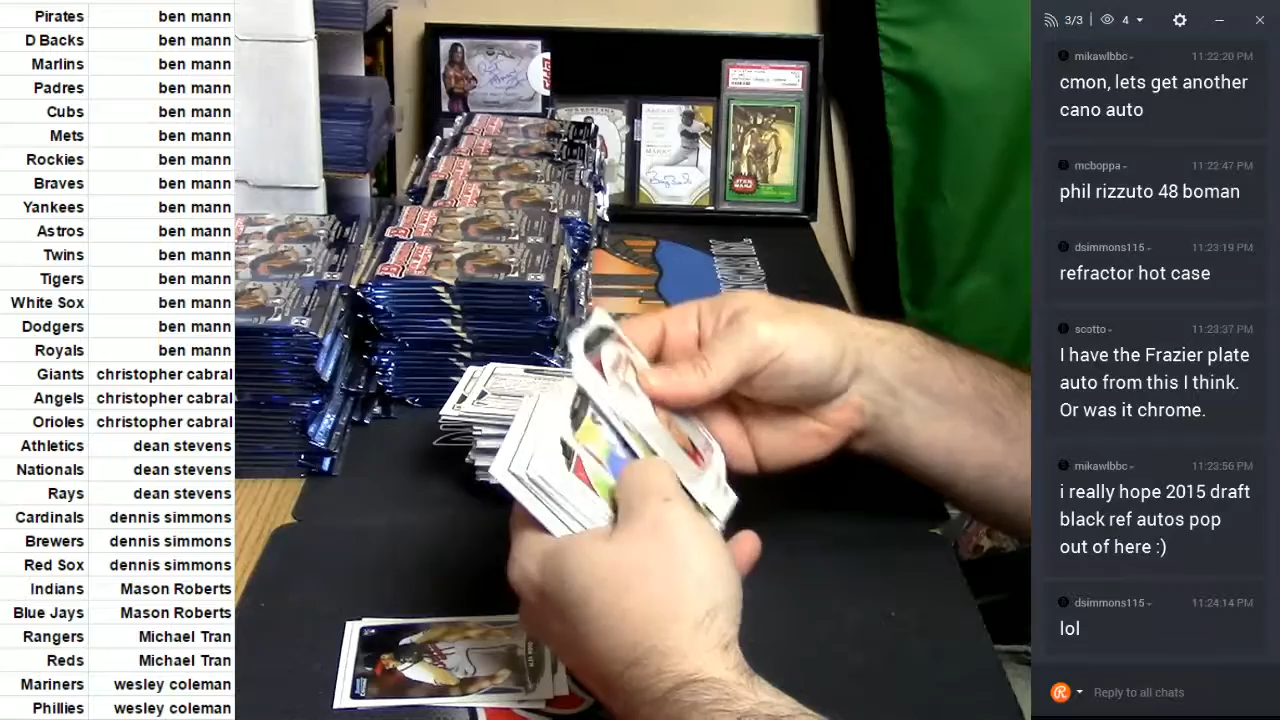 Pirates ben mann
D Backs ben mann
Marlins ben mann
Padres ben mann
Cubs ben mann
Mets ben mann
Rockies ben mann
Braves ben mann
Yankees ben mann
Astros ben mann
Twins ben mann
Tigers ben mann
White Sox ben mann
Dodgers ben mann
Royals ben mann
Giants christopher cabral
Angels christopher cabral
Orioles christopher cabral
Athletics dean stevens
Nationals dean stevens
Rays dean stevens
Cardinals dennis simmons
Brewers dennis simmons
Red Sox dennis simmons
Indians Mason Roberts
Blue Jays Mason Roberts
Rangers Michael Tran
Reds Michael Tran
Mariners wesley coleman
Phillies wesley coleman
STAR
WARS
3/3 4
mikawlbbc 11:22:20 PM
cmon, lets get another
cano auto
mcboppa 11:22:47 PM
phil rizzuto 48 boman
dsimmons115 11:23:19 PM
refractor hot case
scotto 11:23:37 PM
I have the Frazier plate
auto from this I think.
Or was it chrome.
mikawlbbc 11:23:56 PM
i really hope 2015 draft
black ref autos pop
out of here :)
dsimmons115 11:24:14 PM
lol
Reply to all chats